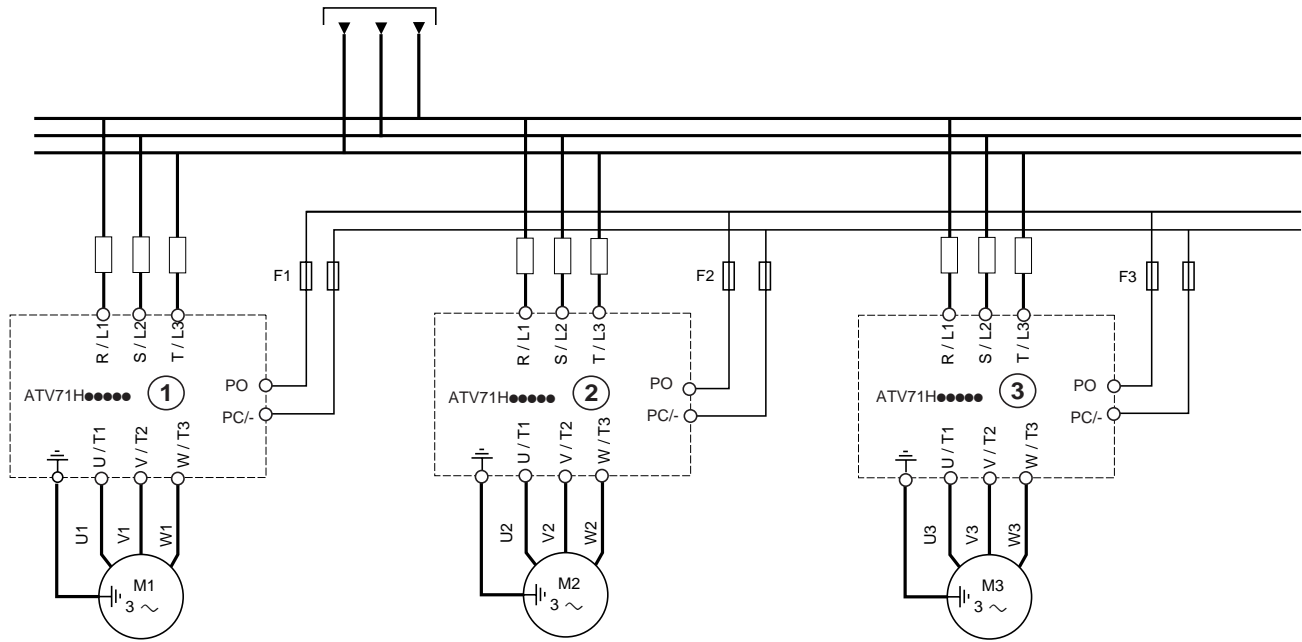 F1
F2
F3
R / L1
S / L2
T / L3
R / L1
S / L2
T / L3
R / L1
S / L2
T / L3
ATV71H●●●●●
1
PO
PC/-
ATV71H●●●●●
2
PO
PC/-
ATV71H●●●●●
3
PO
PC/-
U / T1
V / T2
W / T3
U / T1
V / T2
W / T3
U / T1
V / T2
W / T3
U1
V1
W1
U2
V2
W2
U3
V3
W3
M1
3
M2
3
M3
3